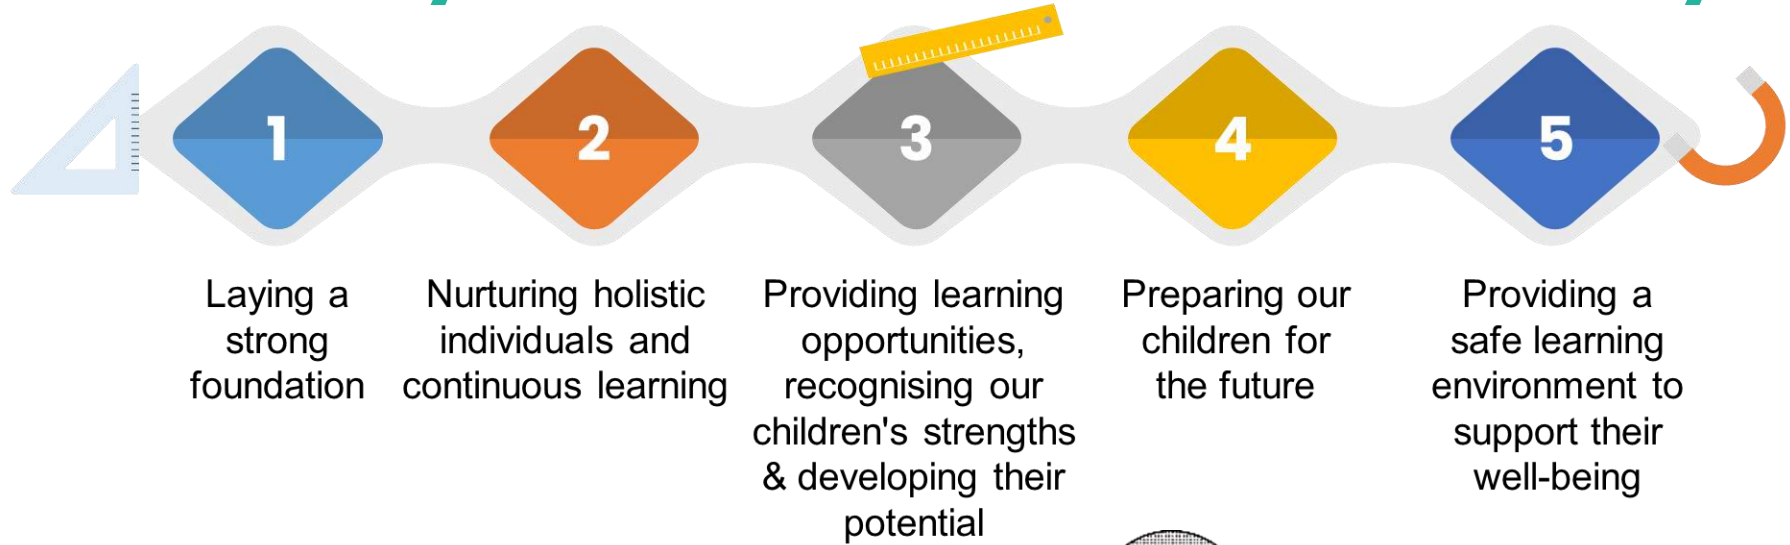 1
2
3
4
5
Laying a
strong
foundation
Nurturing holistic
individuals and
continuous learning
Providing learning
opportunities,
recognising our
children's strengths
& developing their
potential
Preparing our
children for
the future
Providing a
safe learning
environment to
support their
well-being